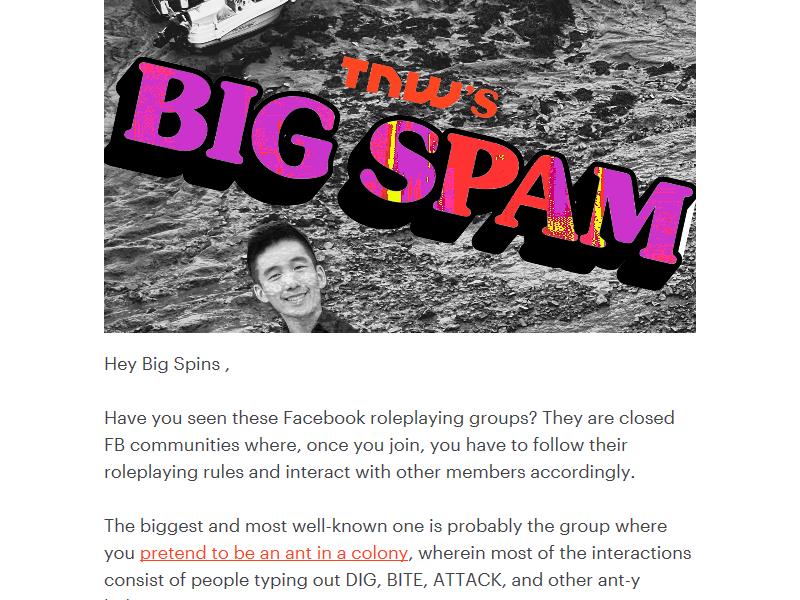 TNW'S
BIG SPAM
Hey Big Spins ,
Have you seen these Facebook roleplaying groups? They are closed
FB communities where, once you join, you have to follow their
roleplaying rules and interact with other members accordingly.
The biggest and most well-known one is probably the group where
you pretend to be an ant in a colony, wherein most of the interactions
consist of people typing out DIG, BITE, ATTACK, and other ant-y